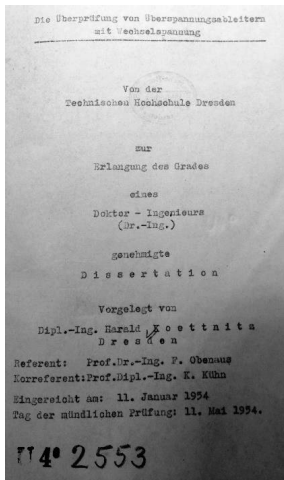 Die Überprüfung von Überspannungsableitern
mit Wechselspannung
Von der
Technischen Hochschule Dresden
zur
Erlangung des Grades
eines
Doktor - Ingenieurs
(Dr.-Ing.)
genehmigte
Dissertation
Vorgelegt von
Dipl.-Ing. Harald Koettnitz
Dresden
Referent: Prof.Dr.-Ing. F. Obenaus
Korreferent:Prof.Dipl.-Ing. K. Kühn
Eingereicht am: 11. Januar 1954
Tag der mündlichen Prüfung: 11. Mai 1954.
U 4° 2553